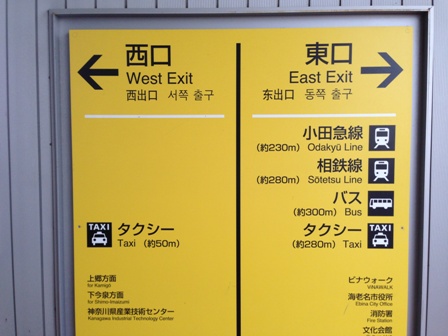 西口
West Exit
西出口 서쪽 출구
TAXI
タクシー
Taxi (約50m)
上郷方面
for Kamigō
下今泉方面
for Shimo-Imaizumi
神奈川県産業技術センター
Kanagawa Industrial Technology Center
東口
East Exit
东出口 동쪽 출구
小田急線
(約230m) Odakyū Line
相鉄線
(約280m) Sōtetsu Line
バス
(約300m) Bus
タクシー
(約280m) Taxi
TAXI
ビナウォーク
ViNAWALK
海老名市役所
Ebina City Office
消防署
Fire Station
文化会館